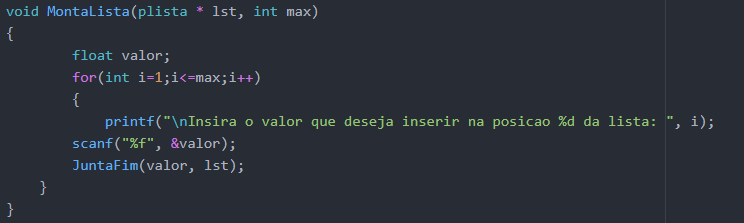 void MontaLista(plista * lst, int max)
{
float valor;
for(int i=1;i<=max;i++)
{
printf("\nInsira o valor que deseja inserir na posicao %d da lista: ", i);
scanf("%f", &valor);
JuntaFim(valor, lst);
}
}